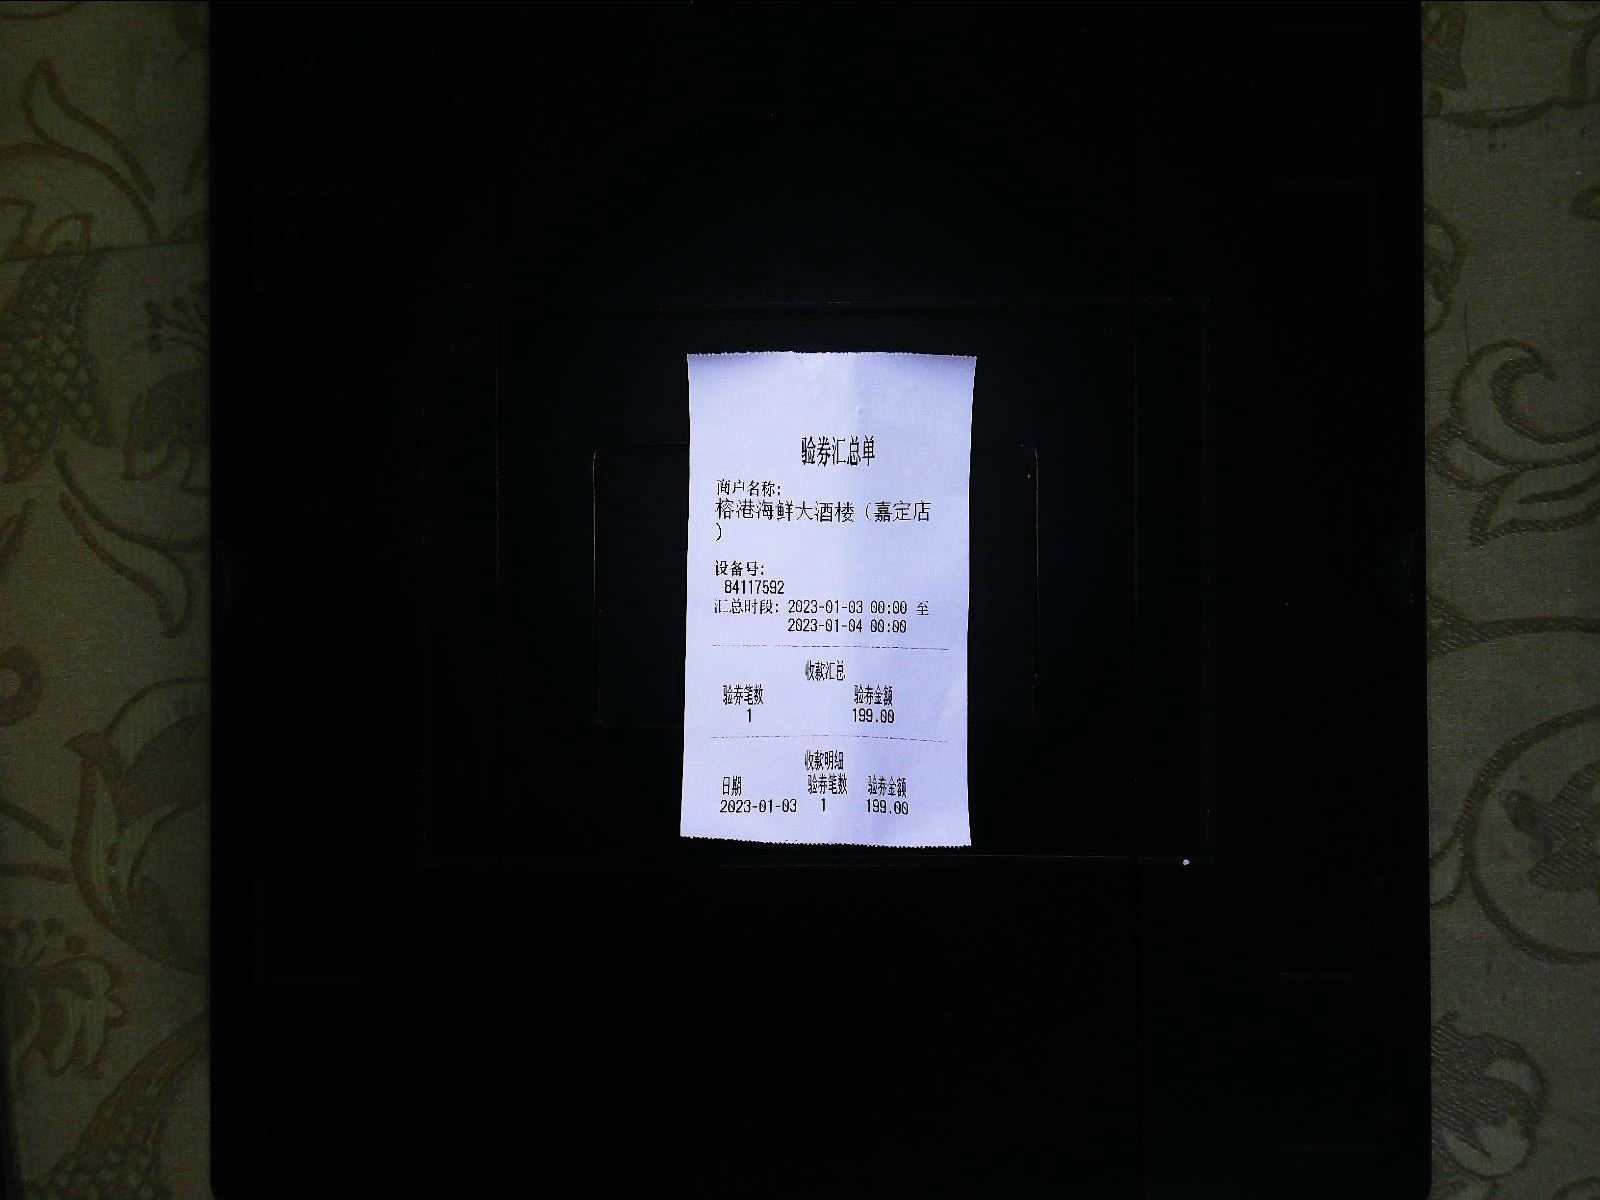 验券汇总单
商户名称:
榕港海鲜大酒楼（嘉定店
）
设备号:
84117592
汇总时段: 2023-01-03 00:00 至
2023-01-04 00:00
收款汇总
验券笔数 验券金额
1 199.00
收款明细
日期 验券笔数 验券金额
2023-01-03 1 199.00